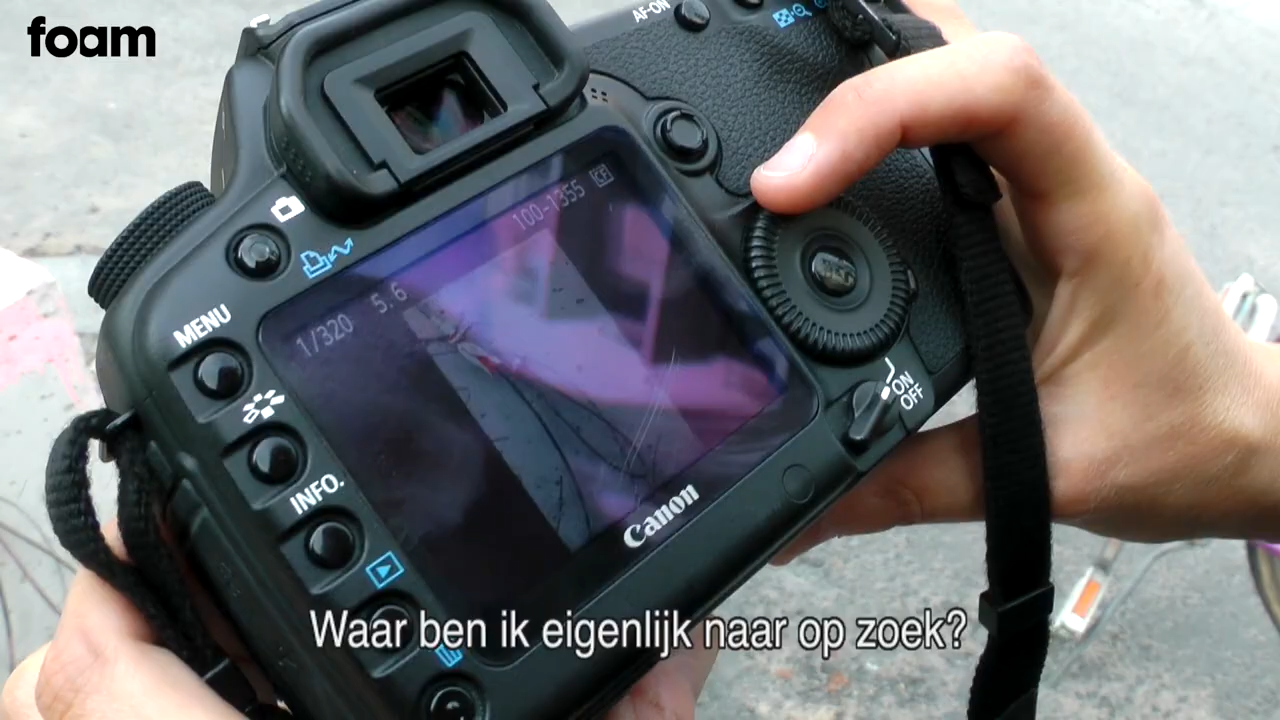 foam
AF-ON
100-1355 CF
1/320 5.6
MENU
INFO.
ON
OFF
Canon
Waar ben ik eigenlijk naar op zoek?